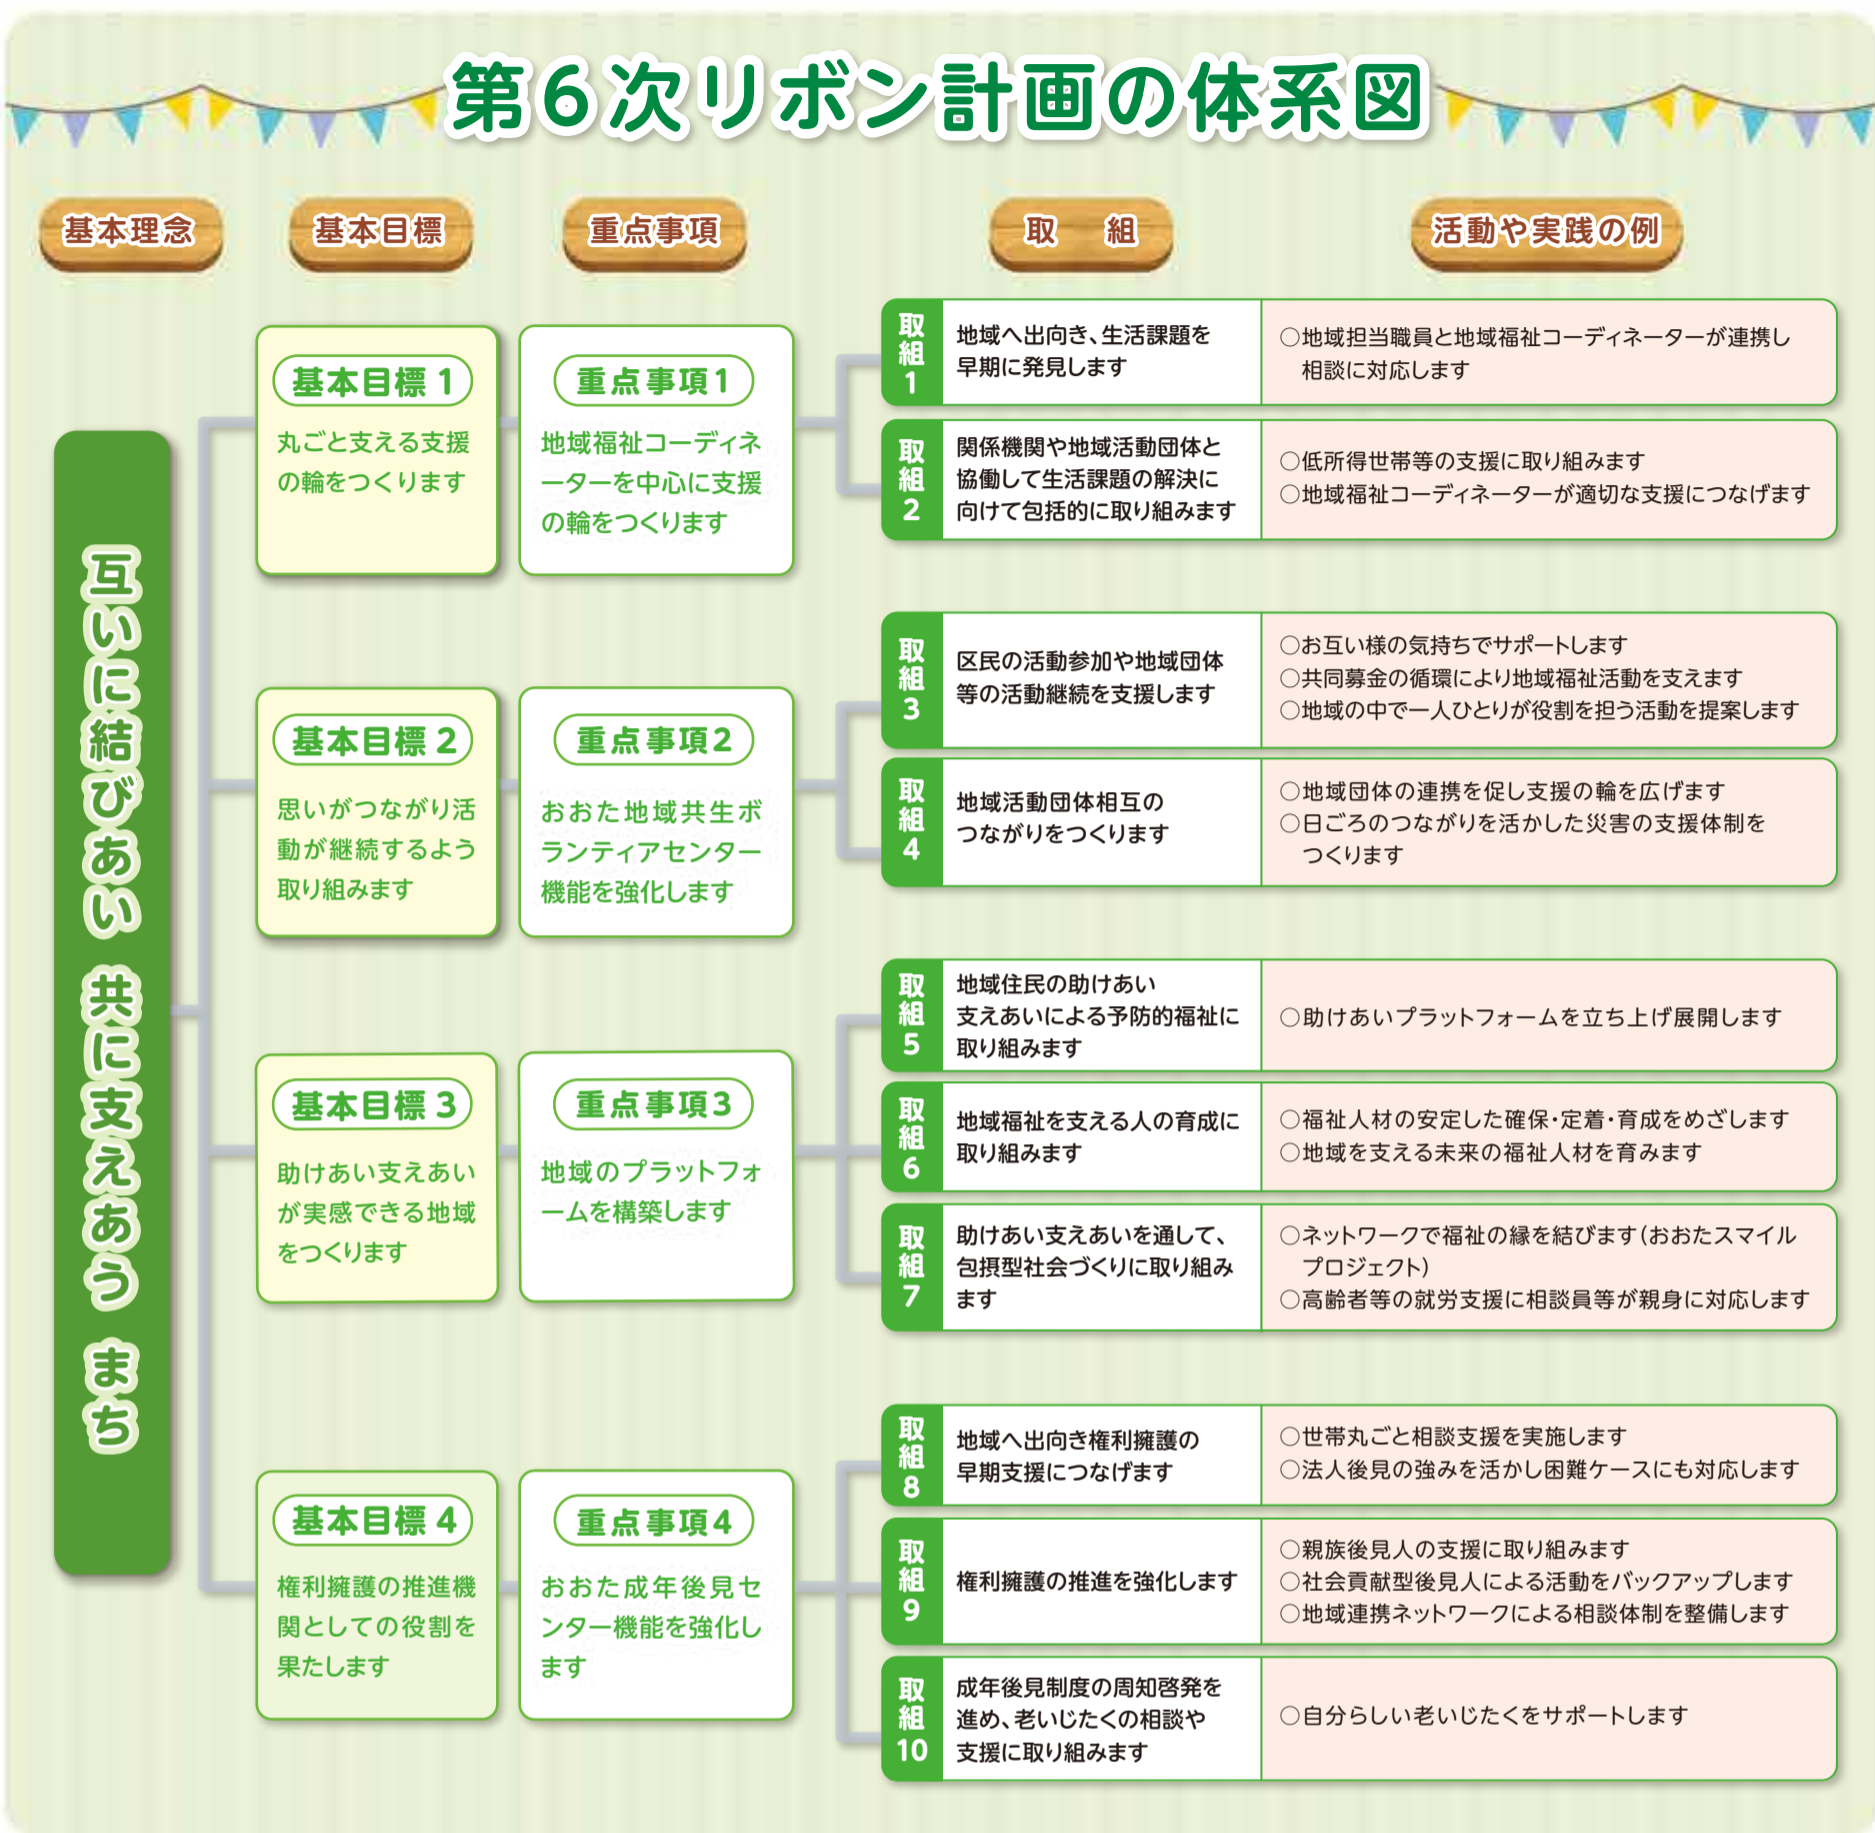 第6次リボン計画の体系図
基本理念
基本目標
重点事項
取　組
活動や実践の例
互いに結びあい 共に支えあう まち
基本目標 1
丸ごと支える支援
の輪をつくります
重点事項1
地域福祉コーディネ
ーターを中心に支援
の輪をつくります
取組1
地域へ出向き、生活課題を
早期に発見します
○地域担当職員と地域福祉コーディネーターが連携し
相談に対応します
取組2
関係機関や地域活動団体と
協働して生活課題の解決に
向けて包括的に取り組みます
○低所得世帯等の支援に取り組みます
○地域福祉コーディネーターが適切な支援につなげます
基本目標 2
思いがつながり活
動が継続するよう
取り組みます
重点事項2
おおた地域共生ボ
ランティアセンター
機能を強化します
取組3
区民の活動参加や地域団体
等の活動継続を支援します
○お互い様の気持ちでサポートします
○共同募金の循環により地域福祉活動を支えます
○地域の中で一人ひとりが役割を担う活動を提案します
取組4
地域活動団体相互の
つながりをつくります
○地域団体の連携を促し支援の輪を広げます
○日ごろのつながりを活かした災害の支援体制を
つくります
基本目標 3
助けあい支えあい
が実感できる地域
をつくります
重点事項3
地域のプラットフォ
ームを構築します
取組5
地域住民の助けあい
支えあいによる予防的福祉に
取り組みます
○助けあいプラットフォームを立ち上げ展開します
取組6
地域福祉を支える人の育成に
取り組みます
○福祉人材の安定した確保・定着・育成をめざします
○地域を支える未来の福祉人材を育みます
取組7
助けあい支えあいを通して、
包摂型社会づくりに取り組み
ます
○ネットワークで福祉の縁を結びます(おおたスマイル
プロジェクト)
○高齢者等の就労支援に相談員等が親身に対応します
基本目標 4
権利擁護の推進機
関としての役割を
果たします
重点事項4
おおた成年後見セ
ンター機能を強化し
ます
取組8
地域へ出向き権利擁護の
早期支援につなげます
○世帯丸ごと相談支援を実施します
○法人後見の強みを活かし困難ケースにも対応します
取組9
権利擁護の推進を強化します
○親族後見人の支援に取り組みます
○社会貢献型後見人による活動をバックアップします
○地域連携ネットワークによる相談体制を整備します
取組10
成年後見制度の周知啓発を
進め、老いじたくの相談や
支援に取り組みます
○自分らしい老いじたくをサポートします